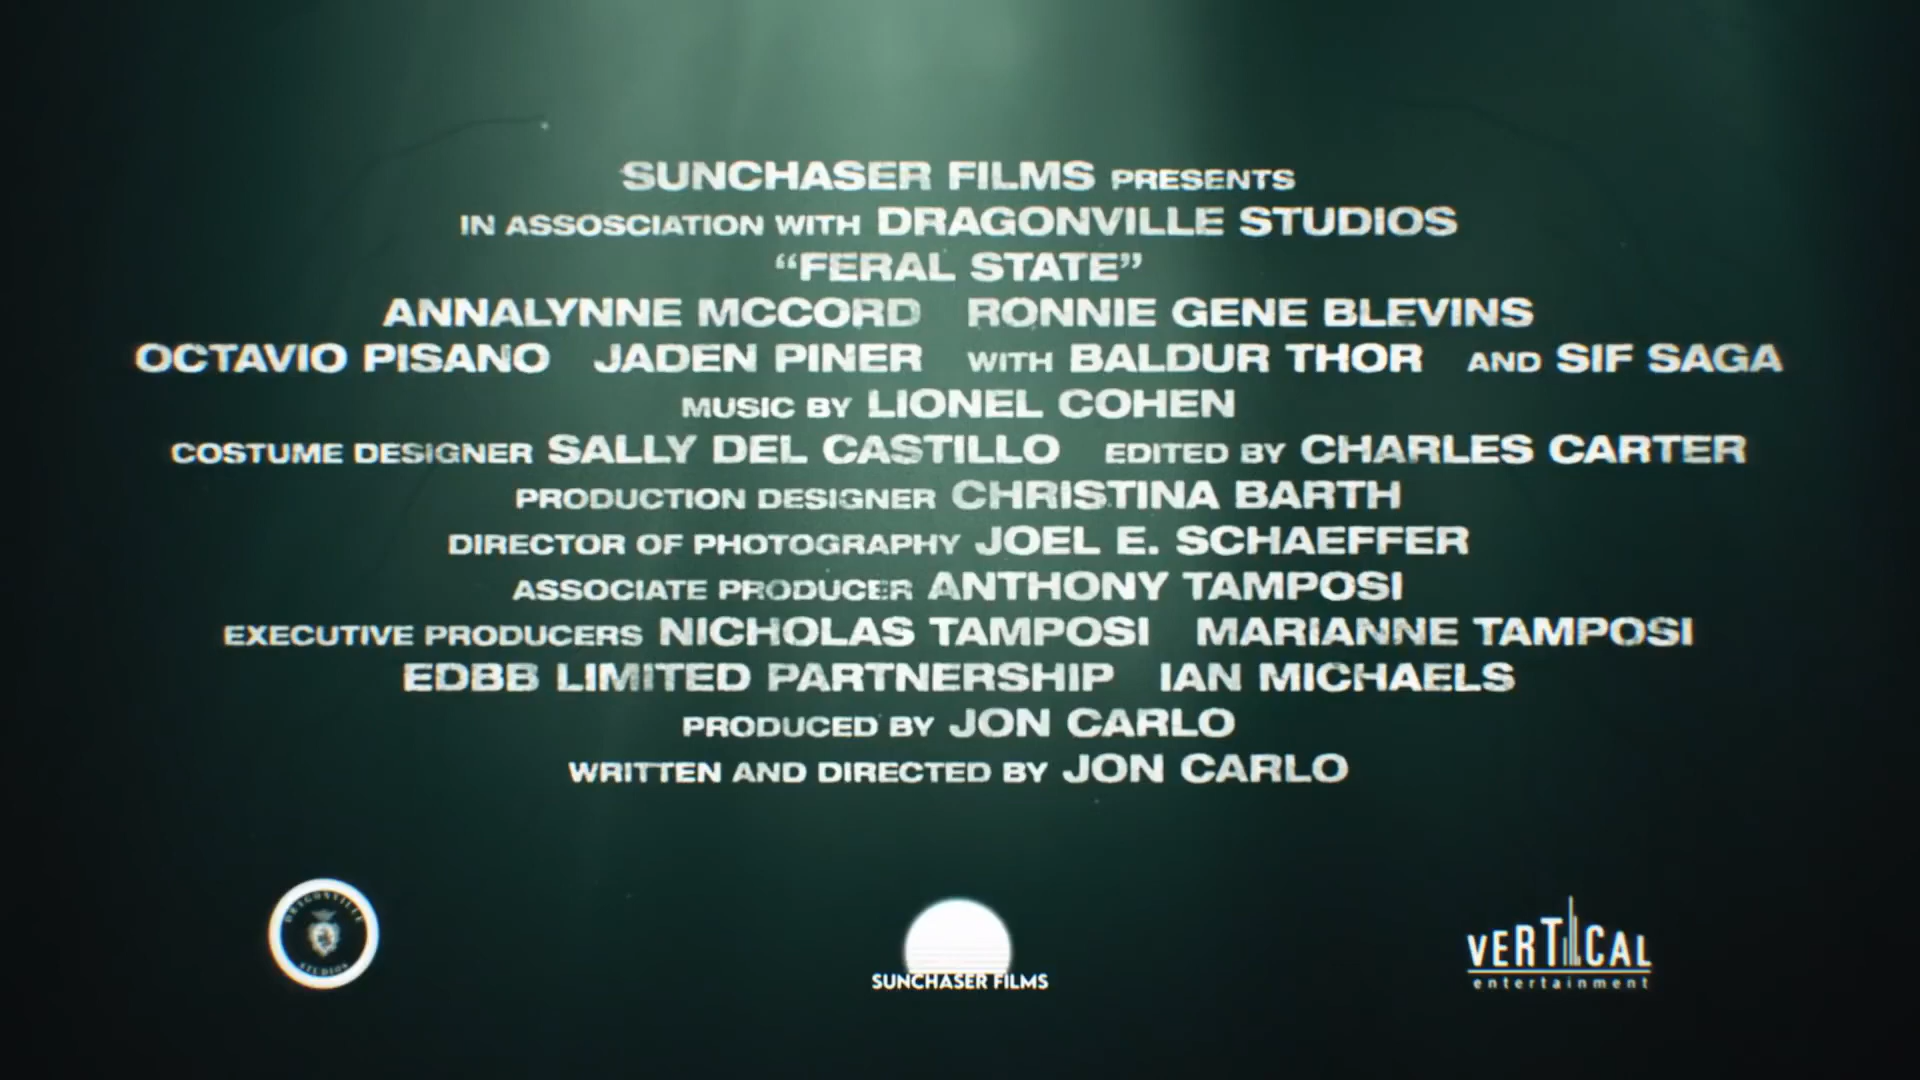 SUNCHASER FILMS PRESENTS
IN ASSOSCIATION WITH DRAGONVILLE STUDIOS
“FERAL STATE”
ANNALYNNE MCCORD RONNIE GENE BLEVINS
OCTAVIO PISANO JADEN PINER WITH BALDUR THOR AND SIF SAGA
MUSIC BY LIONEL COHEN
COSTUME DESIGNER SALLY DEL CASTILLO EDITED BY CHARLES CARTER
PRODUCTION DESIGNER CHRISTINA BARTH
DIRECTOR OF PHOTOGRAPHY JOEL E. SCHAEFFER
ASSOCIATE PRODUCER ANTHONY TAMPOSI
EXECUTIVE PRODUCERS NICHOLAS TAMPOSI MARIANNE TAMPOSI
EDBB LIMITED PARTNERSHIP IAN MICHAELS
PRODUCED BY JON CARLO
WRITTEN AND DIRECTED BY JON CARLO
DRAGONVILLE
STUDIOS
SUNCHASER FILMS
VERTICAL
entertainment